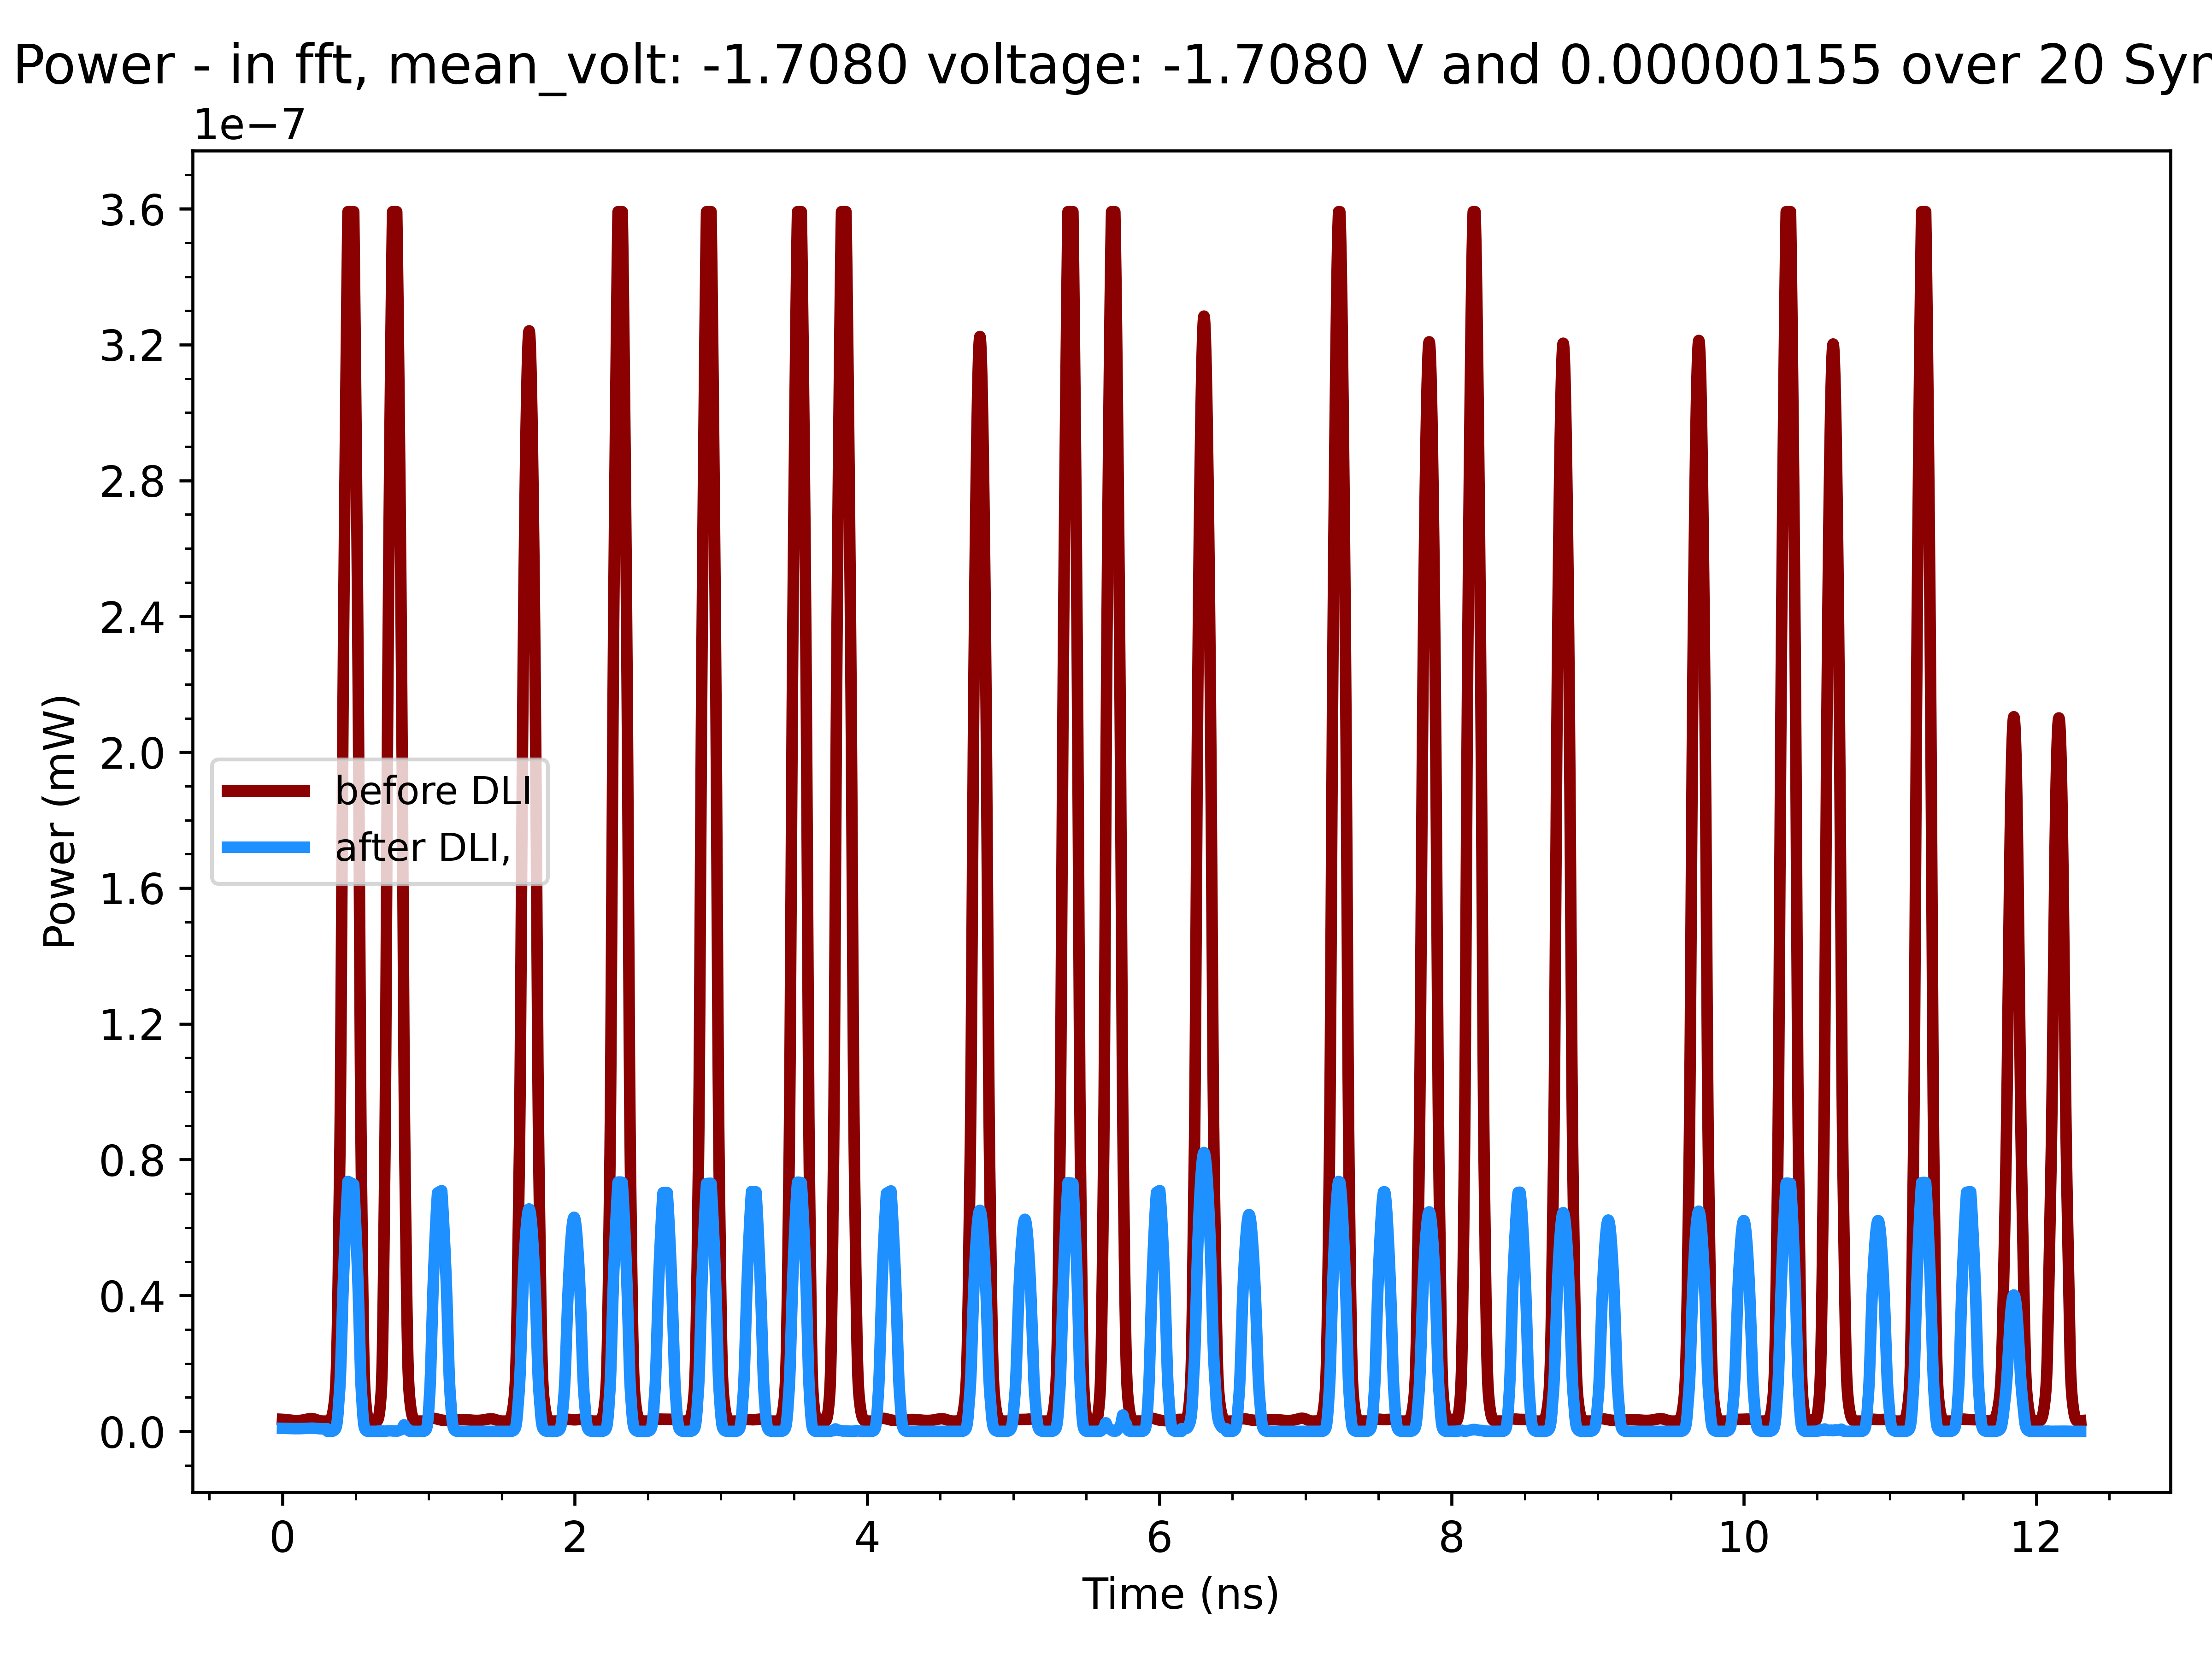 Power - in fft, mean_volt: -1.7080 voltage: -1.7080 V and 0.00000155 over 20
1e−7
3.6
3.2
2.8
2.4
2.0
1.6
1.2
0.8
0.4
0.0
Power (mW)
before DLI
after DLI,
0 2 4 6 8 10 12
Time (ns)